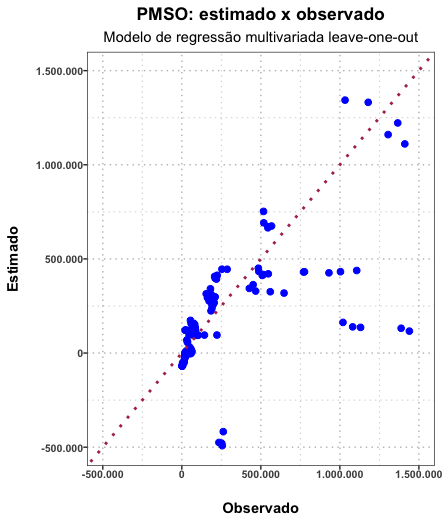 PMSO: estimado x observado
Modelo de regressão multivariada leave-one-out
1.500.000
1.000.000
500.000
0
-500.000
Estimado
-500.000 0 500.000 1.000.000 1.500.000
Observado